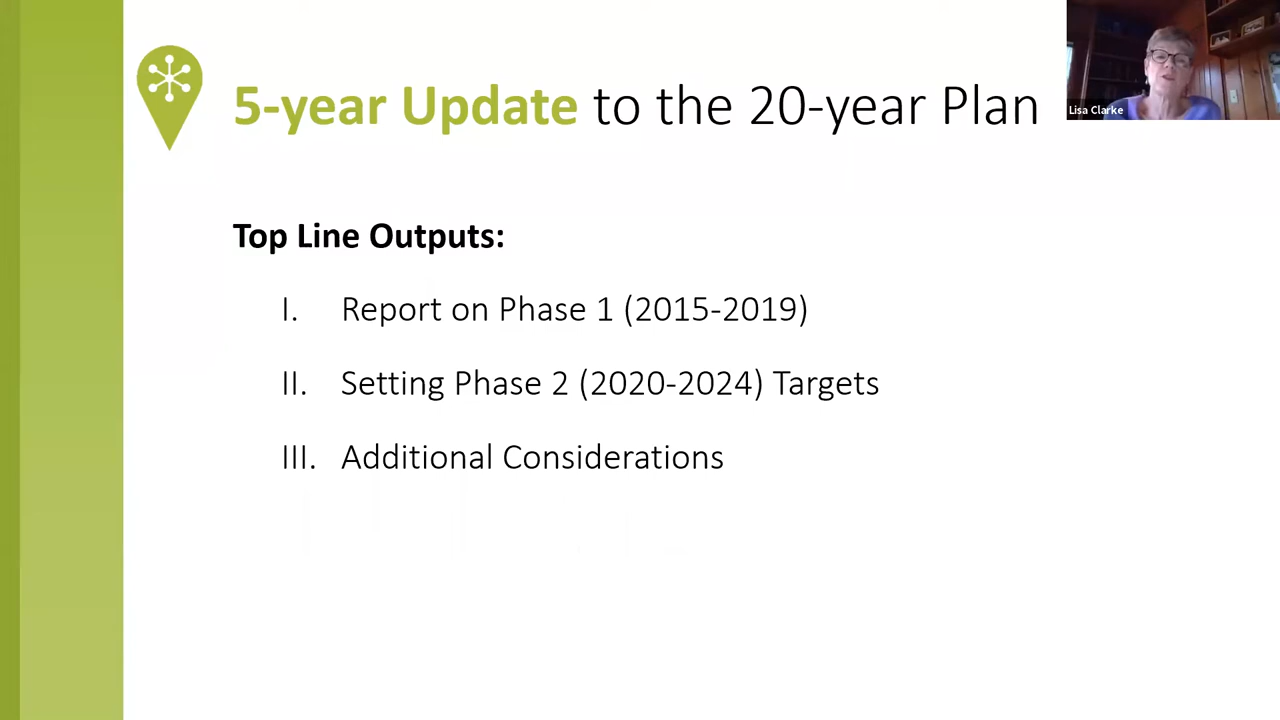 5-year Update to the 20-year Plan
Lisa Clarke
Top Line Outputs:
I. Report on Phase 1 (2015-2019)
II. Setting Phase 2 (2020-2024) Targets
III. Additional Considerations